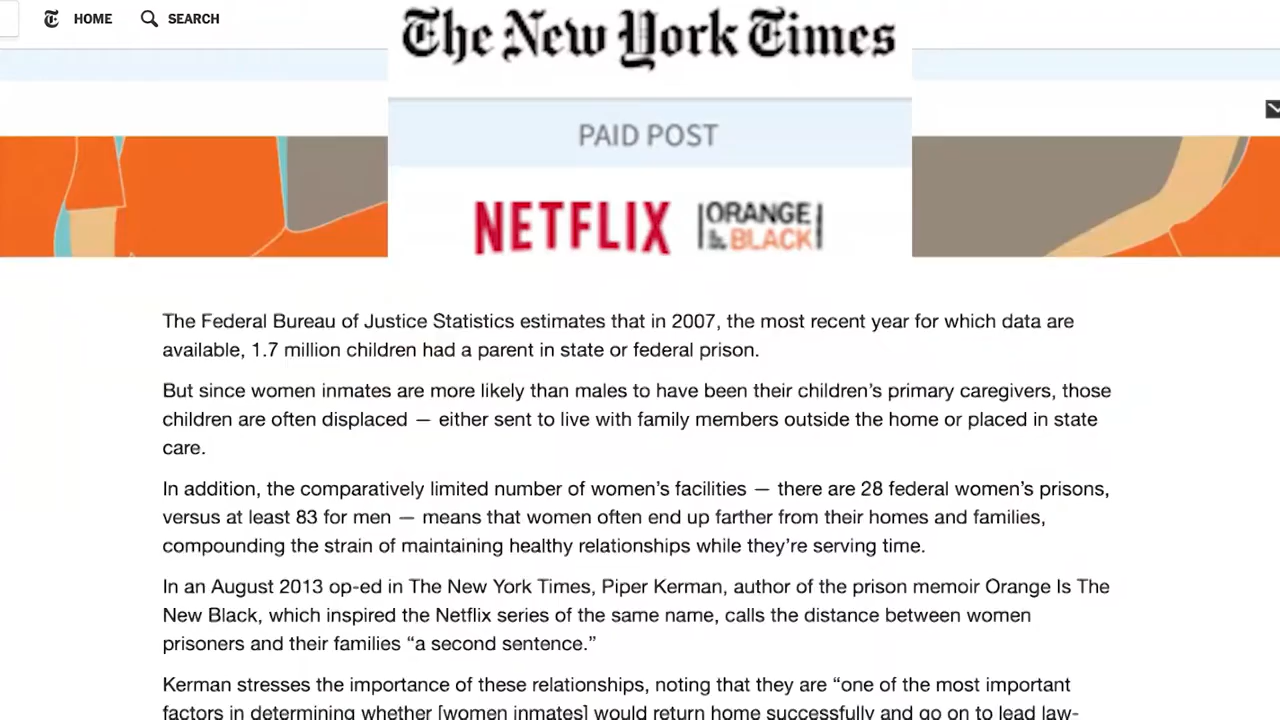 HOME
SEARCH
The New York Times
PAID POST
NETFLIX
ORANGE
IS THE NEW BLACK
The Federal Bureau of Justice Statistics estimates that in 2007, the most recent year for which data are
available, 1.7 million children had a parent in state or federal prison.
But since women inmates are more likely than males to have been their children’s primary caregivers, those
children are often displaced — either sent to live with family members outside the home or placed in state
care.
In addition, the comparatively limited number of women’s facilities — there are 28 federal women’s prisons,
versus at least 83 for men — means that women often end up farther from their homes and families,
compounding the strain of maintaining healthy relationships while they’re serving time.
In an August 2013 op-ed in The New York Times, Piper Kerman, author of the prison memoir Orange Is The
New Black, which inspired the Netflix series of the same name, calls the distance between women
prisoners and their families “a second sentence.”
Kerman stresses the importance of these relationships, noting that they are “one of the most important
factors in determining whether [women inmates] would return home successfully and go on to lead law-